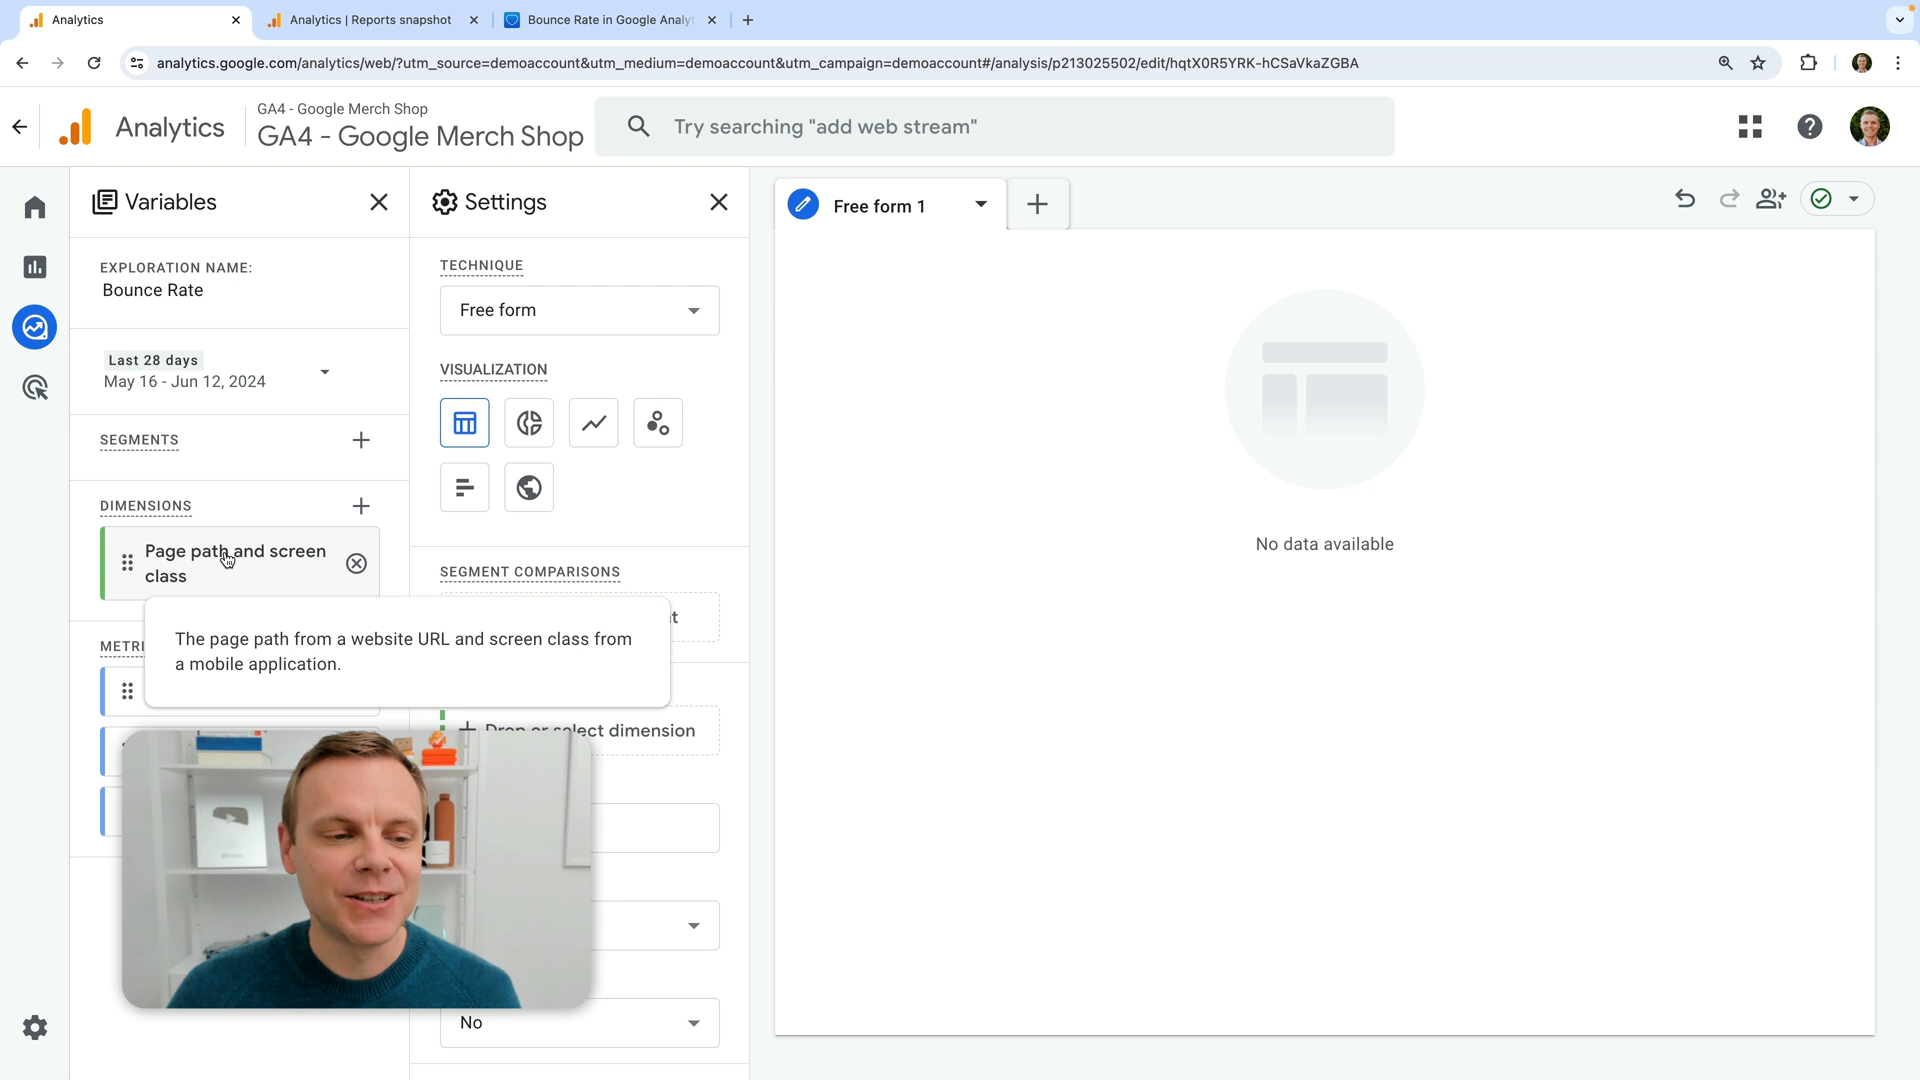 Analytics
Analytics | Reports snapshot
Bounce Rate in Google Analy
analytics.google.com/analytics/web/?utm_source=demoaccount&utm_medium=demoaccount&utm_campaign=demoaccount#/analysis/p213025502/edit/hqtX0R5YRK-hCSaVkaZGBA
Analytics
GA4 - Google Merch Shop
GA4 - Google Merch Shop
Try searching "add web stream"
Variables
EXPLORATION NAME:
Bounce Rate
Last 28 days
May 16 - Jun 12, 2024
SEGMENTS
DIMENSIONS
Page path and screen
class
The page path from a website URL and screen class from
a mobile application.
METRI
Settings
TECHNIQUE
Free form
VISUALIZATION
SEGMENT COMPARISONS
t
Drop or select dimension
No
Free form 1
No data available